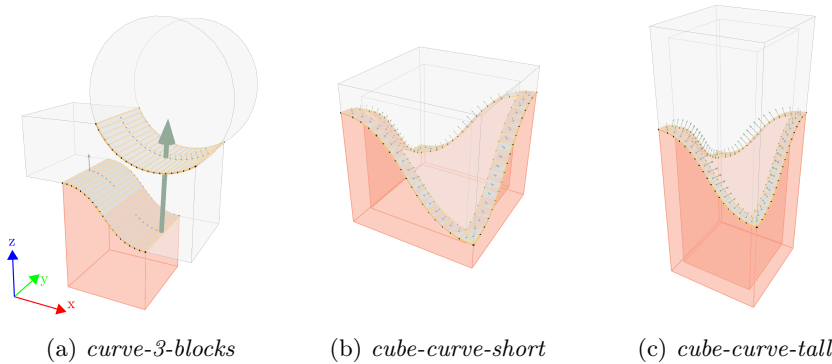 z
y
x
(a) curve-3-blocks
(b) cube-curve-short
(c) cube-curve-tall